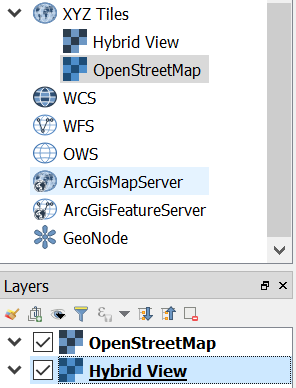 XYZ Tiles
Hybrid View
OpenStreetMap
WCS
WFS
OWS
ArcGisMapServer
ArcGisFeatureServer
GeoNode
Layers
OpenStreetMap
Hybrid View